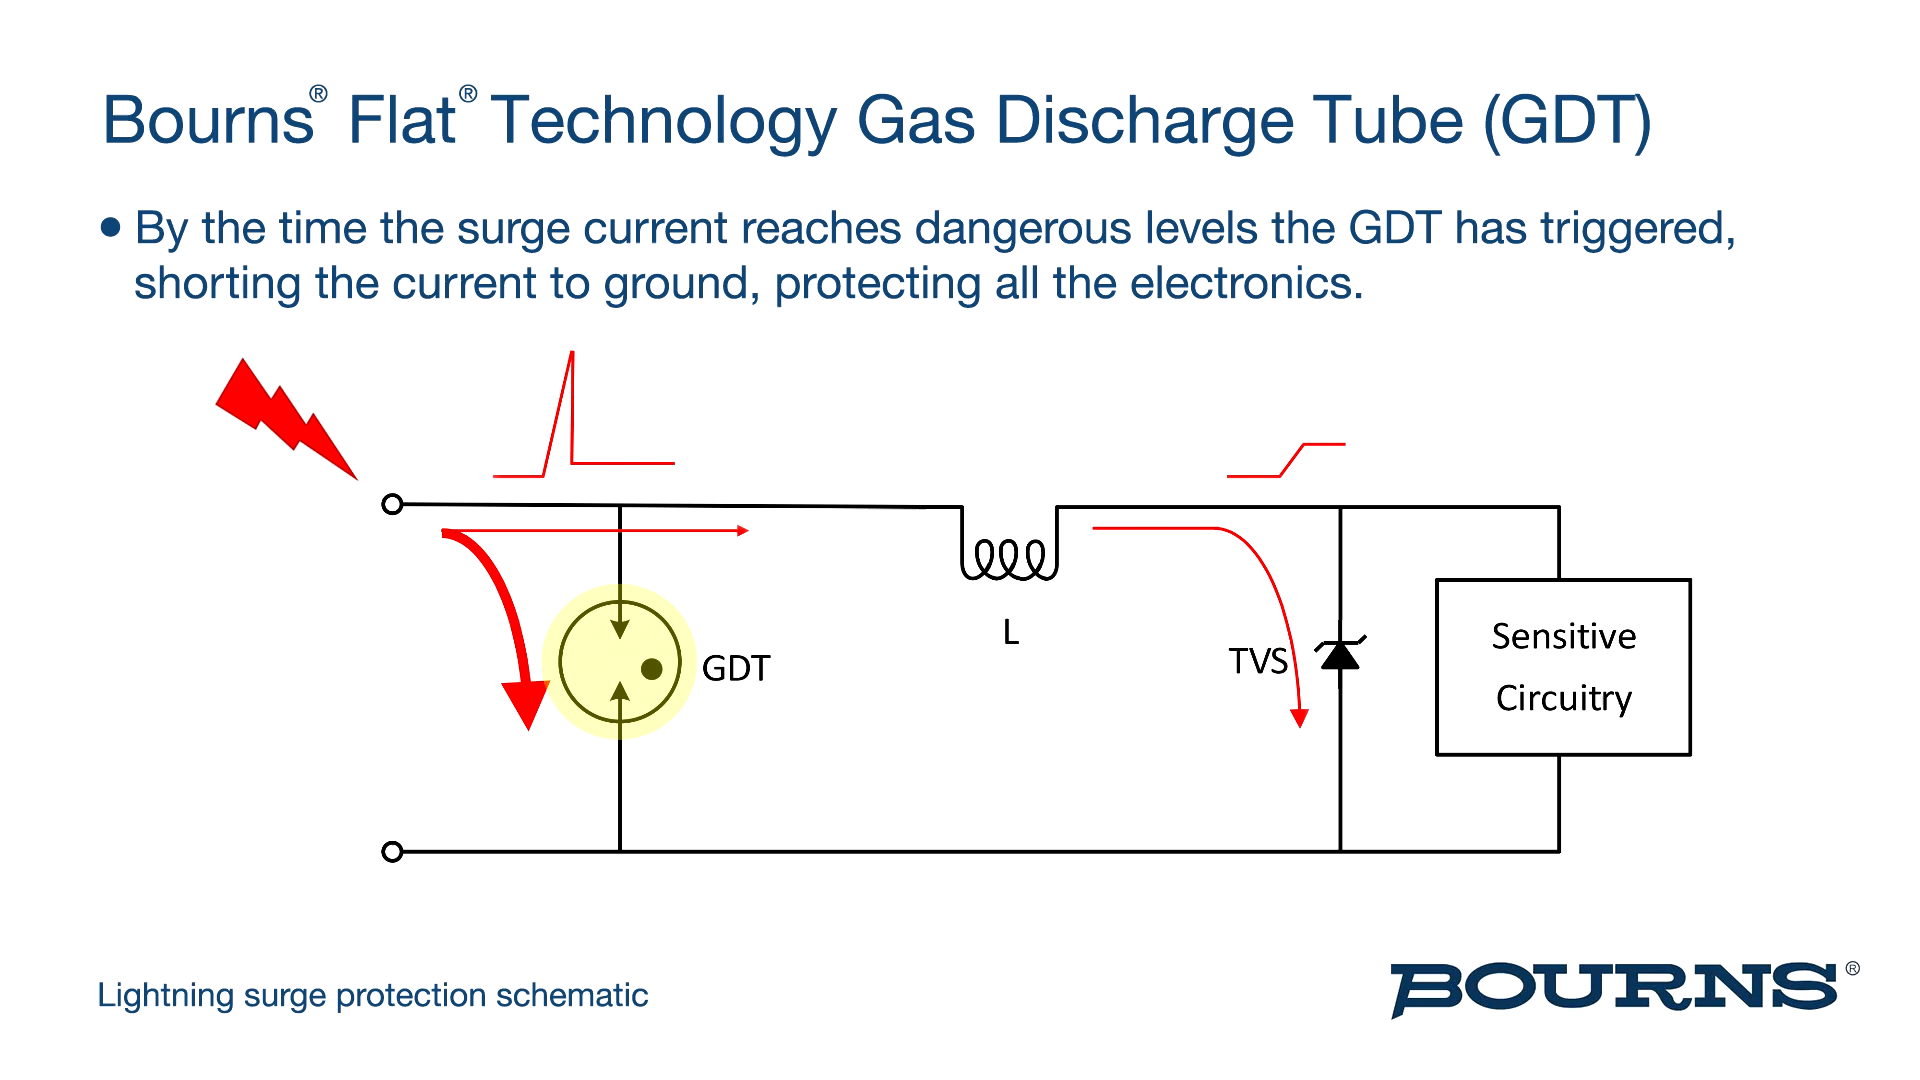 Bourns® Flat® Technology Gas Discharge Tube (GDT)
● By the time the surge current reaches dangerous levels the GDT has triggered,
shorting the current to ground, protecting all the electronics.
GDT
L
TVS
Sensitive
Circuitry
Lightning surge protection schematic
BOURNS®